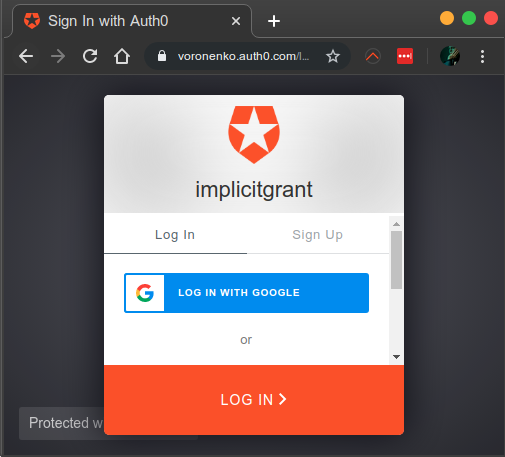 Sign In with Auth0
voronenko.auth0.com/l...
implicitgrant
Log In
Sign Up
LOG IN WITH GOOGLE
or
LOG IN
Protected w